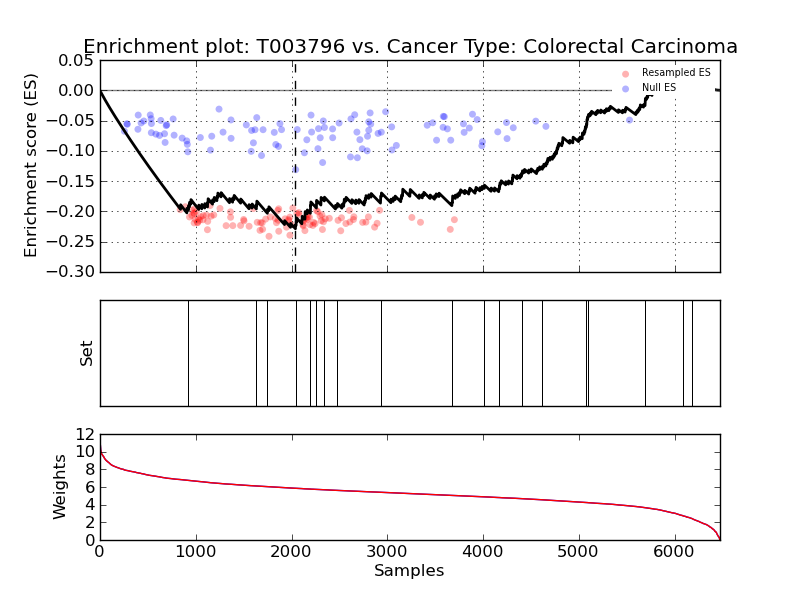 Enrichment plot: T003796 vs. Cancer Type: Colorectal Carcinoma
Enrichment score (ES)
0.05
0.00
−0.05
−0.10
−0.15
−0.20
−0.25
−0.30
Resampled ES
Null ES
Set
Weights
12
10
8
6
4
2
0
0 1000 2000 3000 4000 5000 6000
Samples